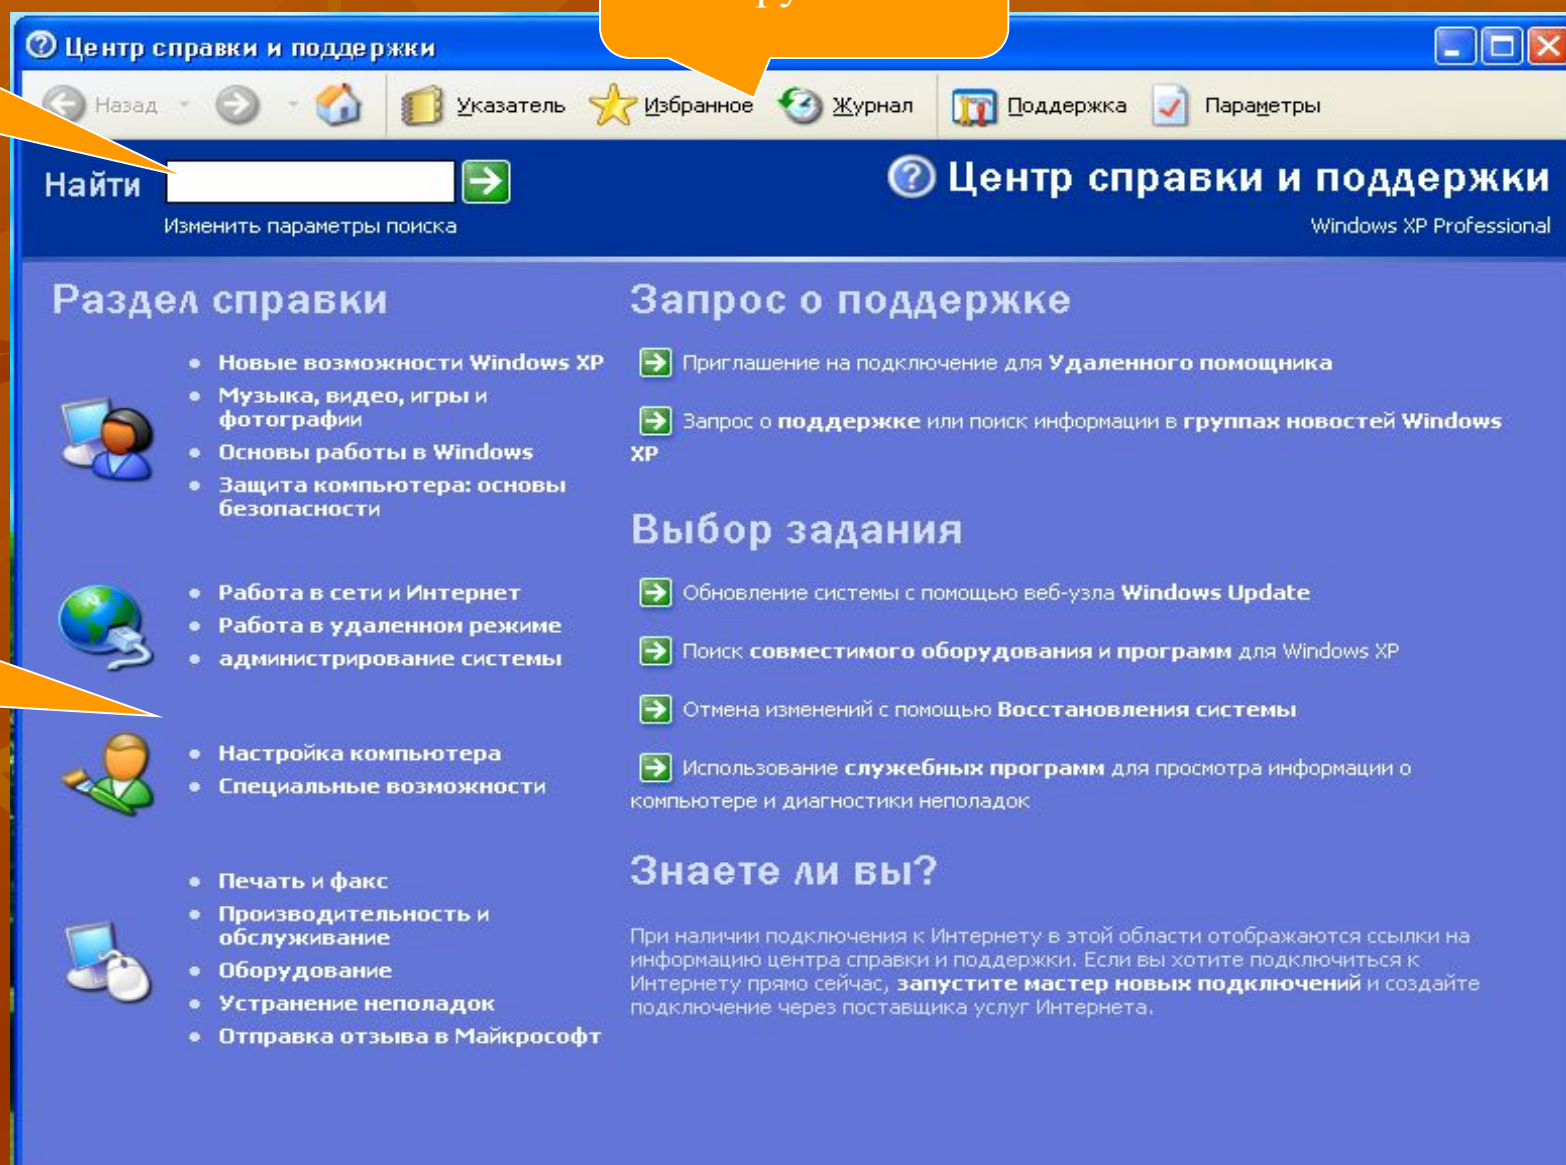 Центр справки и поддержки
Назад Указатель Избранное Журнал Поддержка Параметры
Найти
Изменить параметры поиска
Центр справки и поддержки
Windows XP Professional
Раздел справки
Новые возможности Windows XP
Музыка, видео, игры и
фотографии
Основы работы в Windows
Защита компьютера: основы
безопасности
Работа в сети и Интернет
Работа в удаленном режиме
администрирование системы
Настройка компьютера
Специальные возможности
Печать и факс
Производительность и
обслуживание
Оборудование
Устранение неполадок
Отправка отзыва в Майкрософт
Запрос о поддержке
Приглашение на подключение для Удаленного помощника
Запрос о поддержке или поиск информации в группах новостей Windows
XP
Выбор задания
Обновление системы с помощью веб-узла Windows Update
Поиск совместимого оборудования и программ для Windows XP
Отмена изменений с помощью Восстановления системы
Использование служебных программ для просмотра информации о
компьютере и диагностики неполадок
Знаете ли вы?
При наличии подключения к Интернету в этой области отображаются ссылки на
информацию центра справки и поддержки. Если вы хотите подключиться к
Интернету прямо сейчас, запустите мастер новых подключений и создайте
подключение через поставщика услуг Интернета.